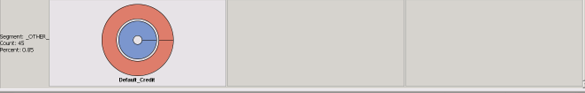 Segment: _OTHER_
Count: 45
Percent: 0.85
Default_Credit